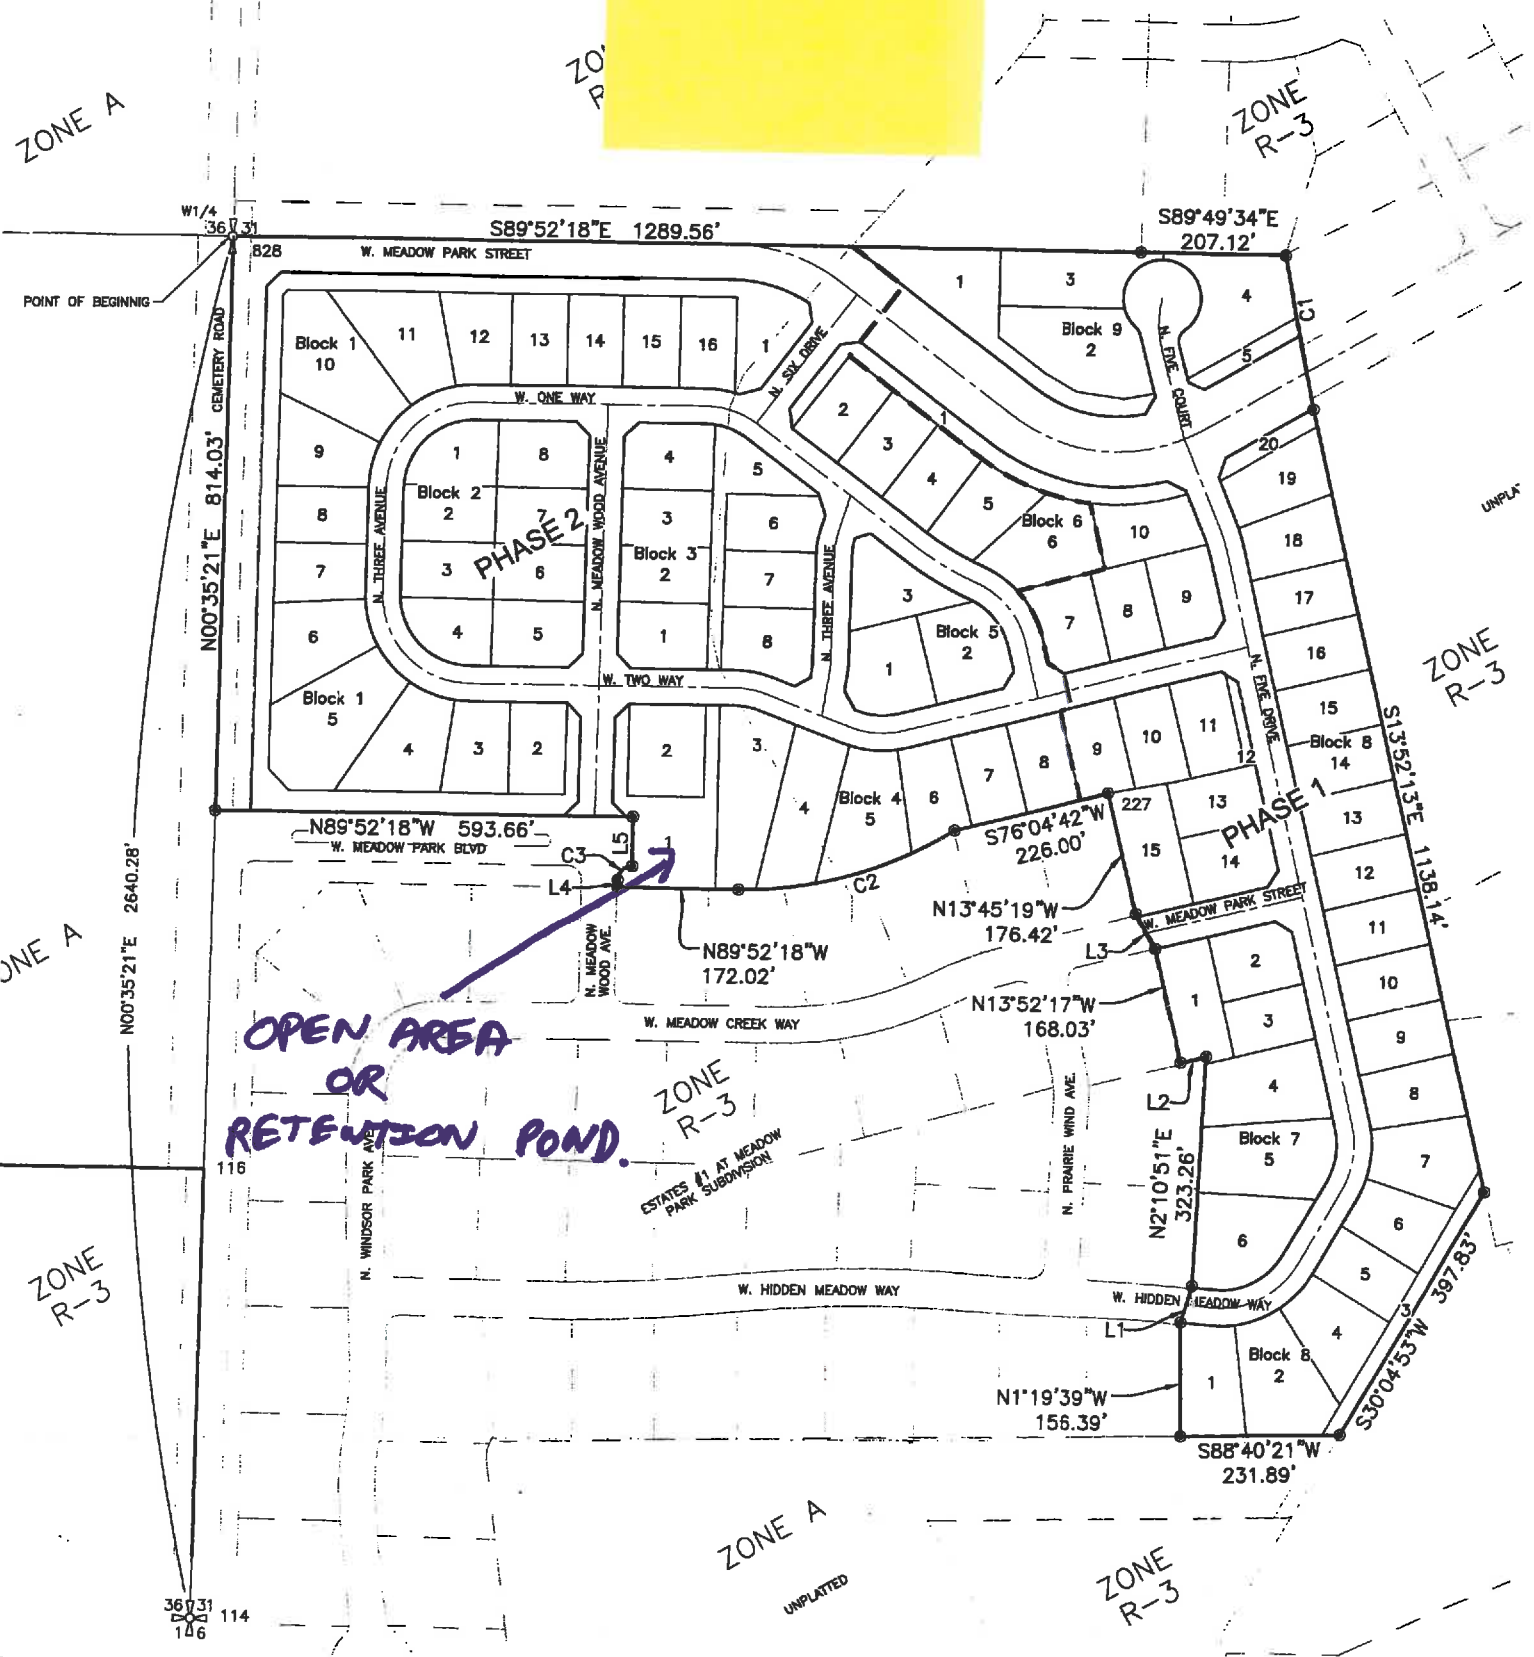 ZONE A
ZONE
R-3
W1/4
36 31
828
S89°52'18"E 1289.56'
S89°49'34"E
207.12'
W. MEADOW PARK STREET
POINT OF BEGINNIG
CEMETERY ROAD
N00°35'21"E 814.03'
Block 1
10
11
12
13
14
15
16
1
N. SIX DRIVE
1
3
Block 9
2
4
C1
5
N. FIVE COURT
W. ONE WAY
9
8
7
6
Block 1
5
4
3
2
N. THREE AVENUE
1
8
Block 2
2
7
3
6
4
5
PHASE 2
N. MEADOW WOOD AVENUE
4
3
Block 3
2
1
5
6
7
8
N. THREE AVENUE
W. TWO WAY
2
3
4
1
5
Block 6
6
10
7
8
9
3
Block 5
2
1
20
19
18
17
16
15
Block 8
14
13
12
11
10
9
8
7
6
5
4
3
Block 8
2
1
UNPLAT
ZONE
R-3
N. FIVE DRIVE
S13°52'13"E 1138.14'
2
3
4
Block 4
5
6
7
8
9
10
11
12
227
13
15
14
PHASE 1
1
N89°52'18"W 593.66'
W. MEADOW PARK BLVD
L5
C3
L4
C2
S76°04'42"W
226.00'
N13°45'19"W
176.42'
W. MEADOW PARK STREET
L3
N00°35'21"E 2640.28'
ONE A
N. MEADOW
WOOD AVE.
N89°52'18"W
172.02'
N13°52'17"W
168.03'
1
2
3
4
Block 7
5
6
OPEN AREA
OR
RETENTION POND.
W. MEADOW CREEK WAY
ZONE
R-3
L2
116
ESTATES #1 AT MEADOW
PARK SUBDIVISION
N. PRAIRIE WIND AVE.
N2°10'51"E
323.26'
N. WINDSOR PARK AVE
ZONE
R-3
W. HIDDEN MEADOW WAY
W. HIDDEN MEADOW WAY
L1
S30°04'53"W 397.83'
N1°19'39"W
156.39'
S88°40'21"W
231.89'
ZONE A
UNPLATTED
ZONE
R-3
36 31
1 6
114